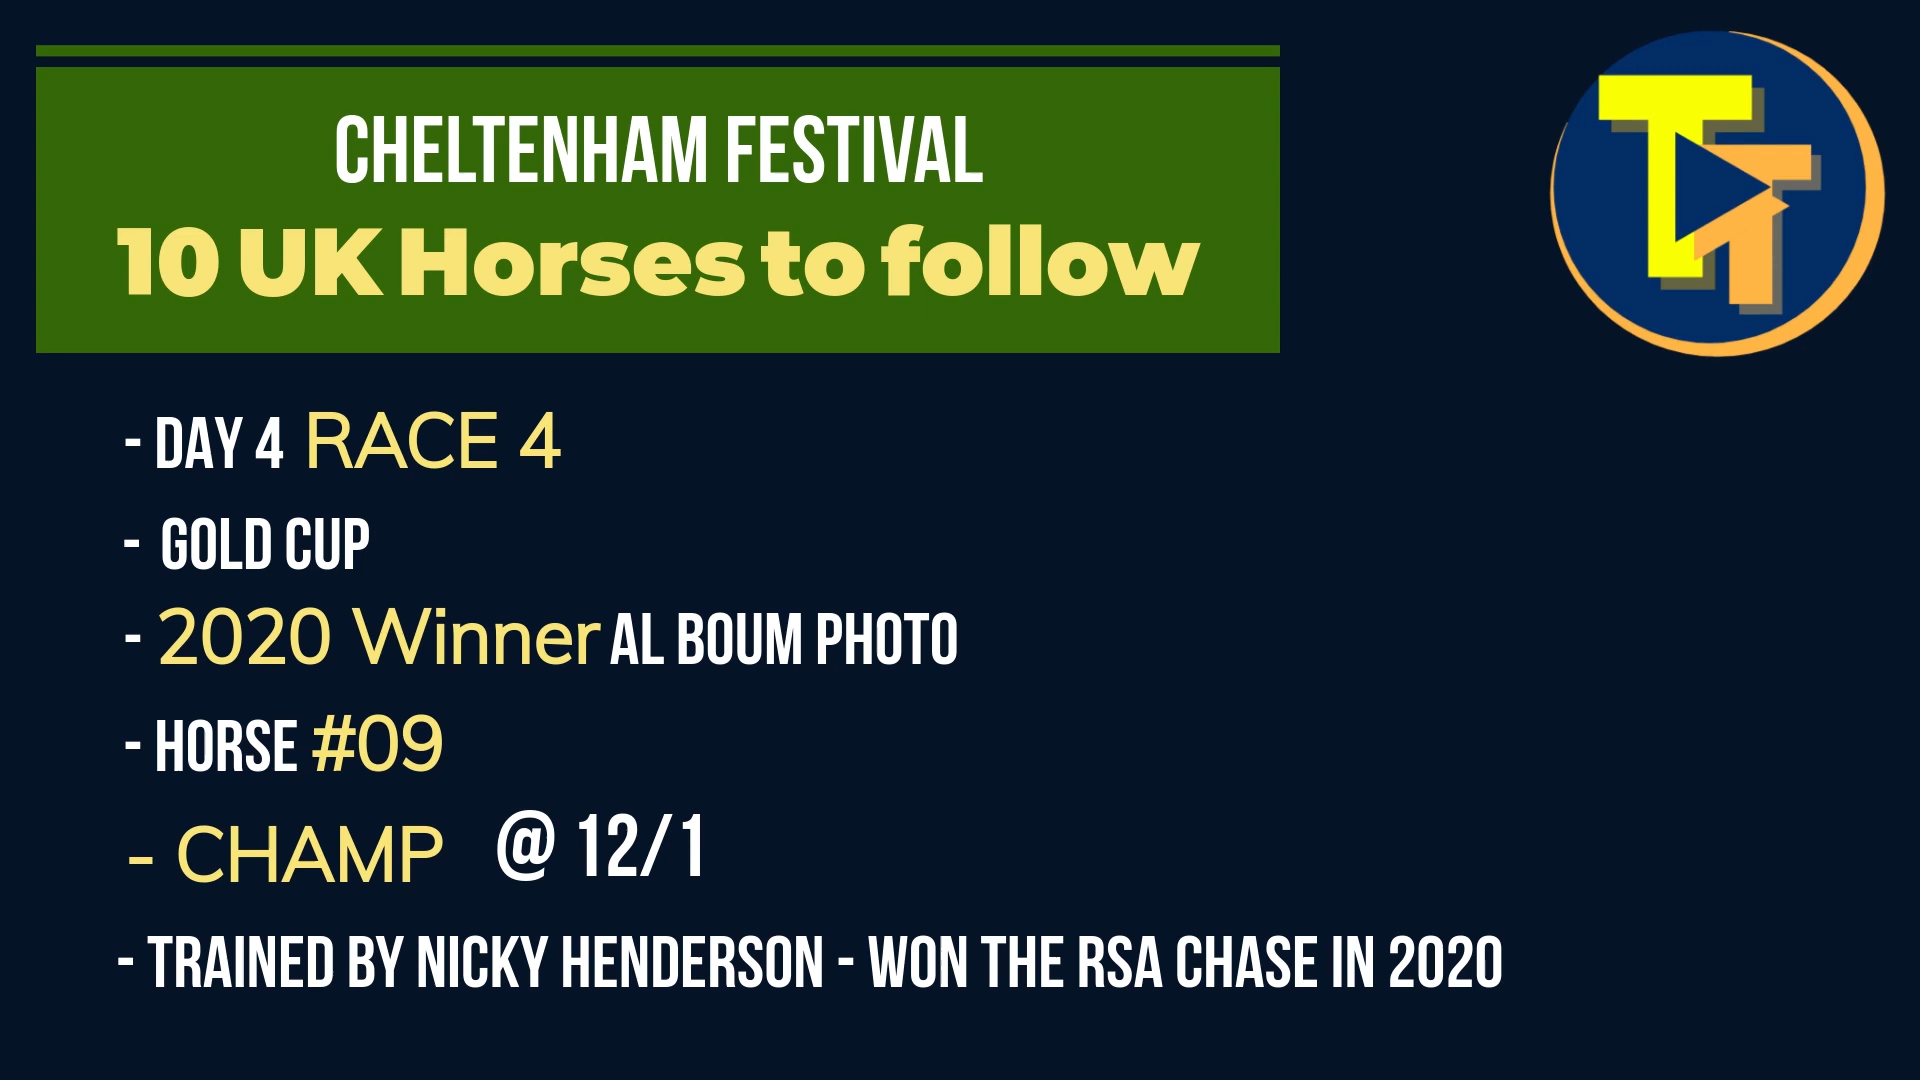 CHELTENHAM FESTIVAL
10 UK Horses to follow
- DAY 4 RACE 4
- GOLD CUP
- 2020 Winner AL BOUM PHOTO
- HORSE #09
- CHAMP @ 12/1
- TRAINED BY NICKY HENDERSON - WON THE RSA CHASE IN 2020
TT